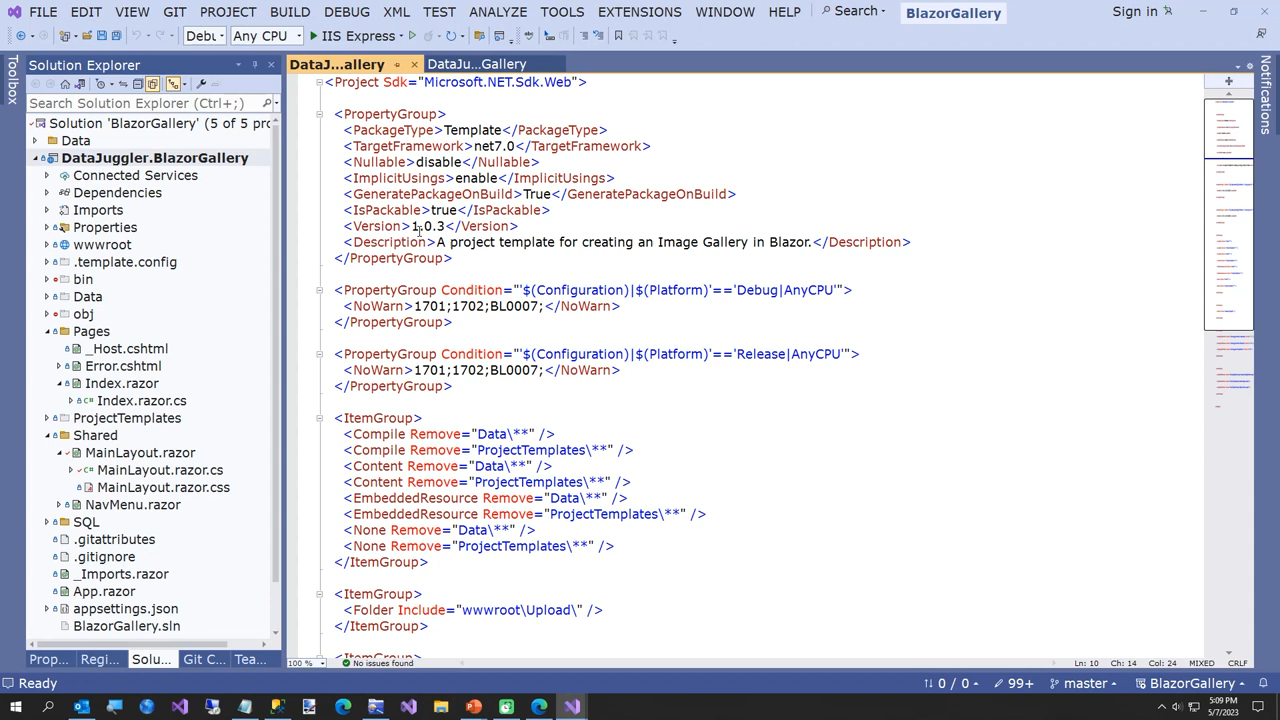 FILE EDIT VIEW GIT PROJECT BUILD DEBUG XML TEST ANALYZE TOOLS EXTENSIONS WINDOW HELP Search BlazorGallery Sign in
Debu Any CPU IIS Express
Toolbox
Solution Explorer
Search Solution Explorer (Ctrl+;)
Solution 'BlazorGallery' (5 of 5 pro
Data
DataJuggler.BlazorGallery
Connected Services
Dependencies
Imports
Properties
wwwroot
.template.config
bin
Data
obj
Pages
_Host.cshtml
Error.cshtml
Index.razor
Index.razor.cs
ProjectTemplates
Shared
MainLayout.razor
MainLayout.razor.cs
MainLayout.razor.css
NavMenu.razor
SQL
.gitattributes
.gitignore
_Imports.razor
App.razor
appsettings.json
BlazorGallery.sln
Prop... Regi... Solu... Git C... Tea...
DataJ...allery DataJu...Gallery
<Project Sdk="Microsoft.NET.Sdk.Web">
<PropertyGroup>
<PackageType>Template</PackageType>
<TargetFramework>net7.0</TargetFramework>
<Nullable>disable</Nullable>
<ImplicitUsings>enable</ImplicitUsings>
<GeneratePackageOnBuild>True</GeneratePackageOnBuild>
<IsPackable>true</IsPackable>
<Description>A project template for creating an Image Gallery in Blazor.</Description>
</PropertyGroup>
<PropertyGroup Condition="'$(Configuration)|$(Platform)'=='Debug|AnyCPU'">
<NoWarn>1701;1702;BL0007;</NoWarn>
</PropertyGroup>
<PropertyGroup Condition="'$(Configuration)|$(Platform)'=='Release|AnyCPU'">
<NoWarn>1701;1702;BL0007;</NoWarn>
</PropertyGroup>
<ItemGroup>
<Compile Remove="Data\**" />
<Compile Remove="ProjectTemplates\**" />
<Content Remove="Data\**" />
<Content Remove="ProjectTemplates\**" />
<EmbeddedResource Remove="Data\**" />
<EmbeddedResource Remove="ProjectTemplates\**" />
<None Remove="Data\**" />
<None Remove="ProjectTemplates\**" />
</ItemGroup>
<ItemGroup>
<Folder Include="wwwroot\Upload\" />
</ItemGroup>
<ItemGroup>
100 % No issues found Ln: 10 Ch: 14 Col: 24 MIXED CRLF
Notifications
Ready 0 / 0 99+ master BlazorGallery
5:09 PM
5/7/2023